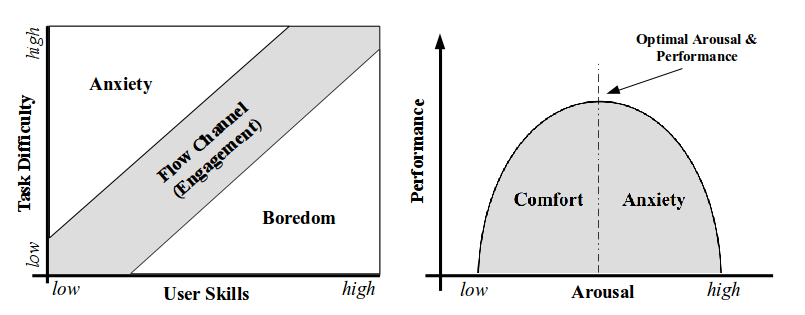 high
Anxiety
Task Difficulty
Flow Channel
(Engagement)
Boredom
low
low
User Skills
high
Optimal Arousal &
Performance
Performance
Comfort
Anxiety
low
Arousal
high